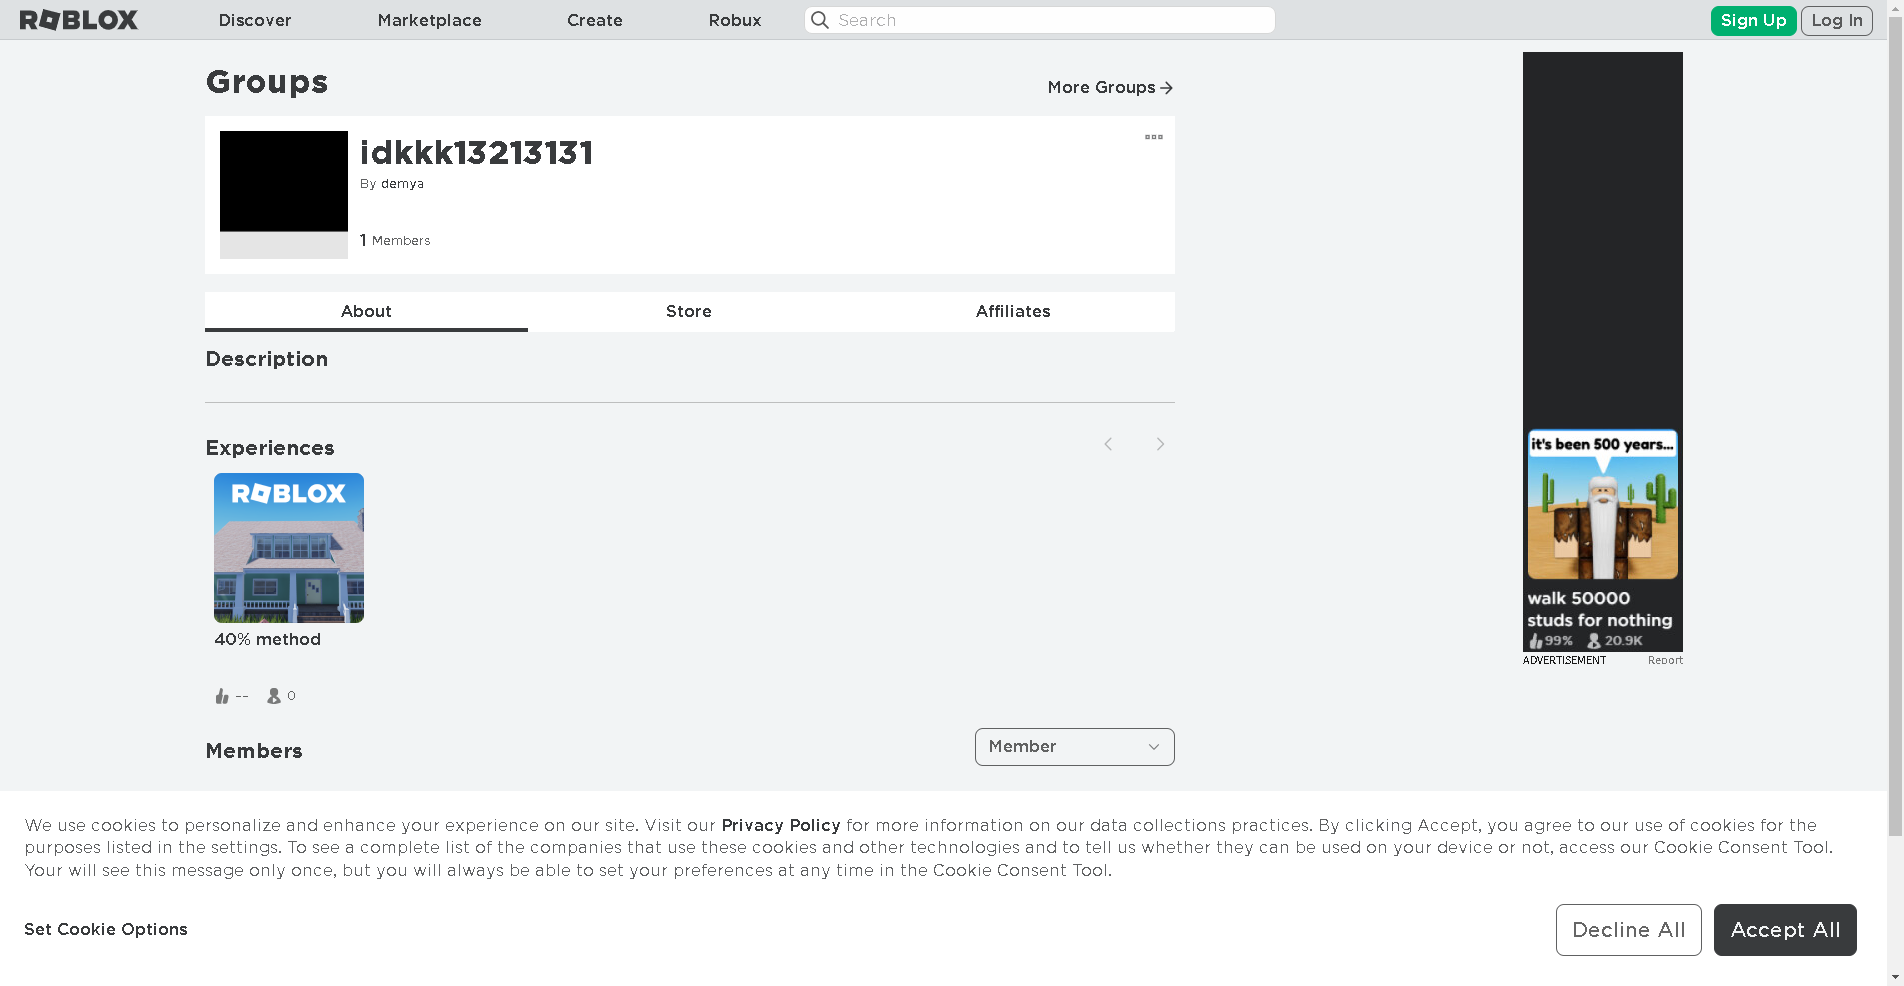 ROBLOX
Discover
Marketplace
Create
Robux
Search
Sign Up
Log In
Groups
More Groups
idkkk13213131
By demya
1 Members
About
Store
Affiliates
Description
Experiences
ROBLOX
40% method
--
0
it's been 500 years...
walk 50000
studs for nothing
99% 20.9K
ADVERTISEMENT
Report
Members
Member
We use cookies to personalize and enhance your experience on our site. Visit our Privacy Policy for more information on our data collections practices. By clicking Accept, you agree to our use of cookies for the
purposes listed in the settings. To see a complete list of the companies that use these cookies and other technologies and to tell us whether they can be used on your device or not, access our Cookie Consent Tool.
Your will see this message only once, but you will always be able to set your preferences at any time in the Cookie Consent Tool.
Set Cookie Options
Decline All
Accept All